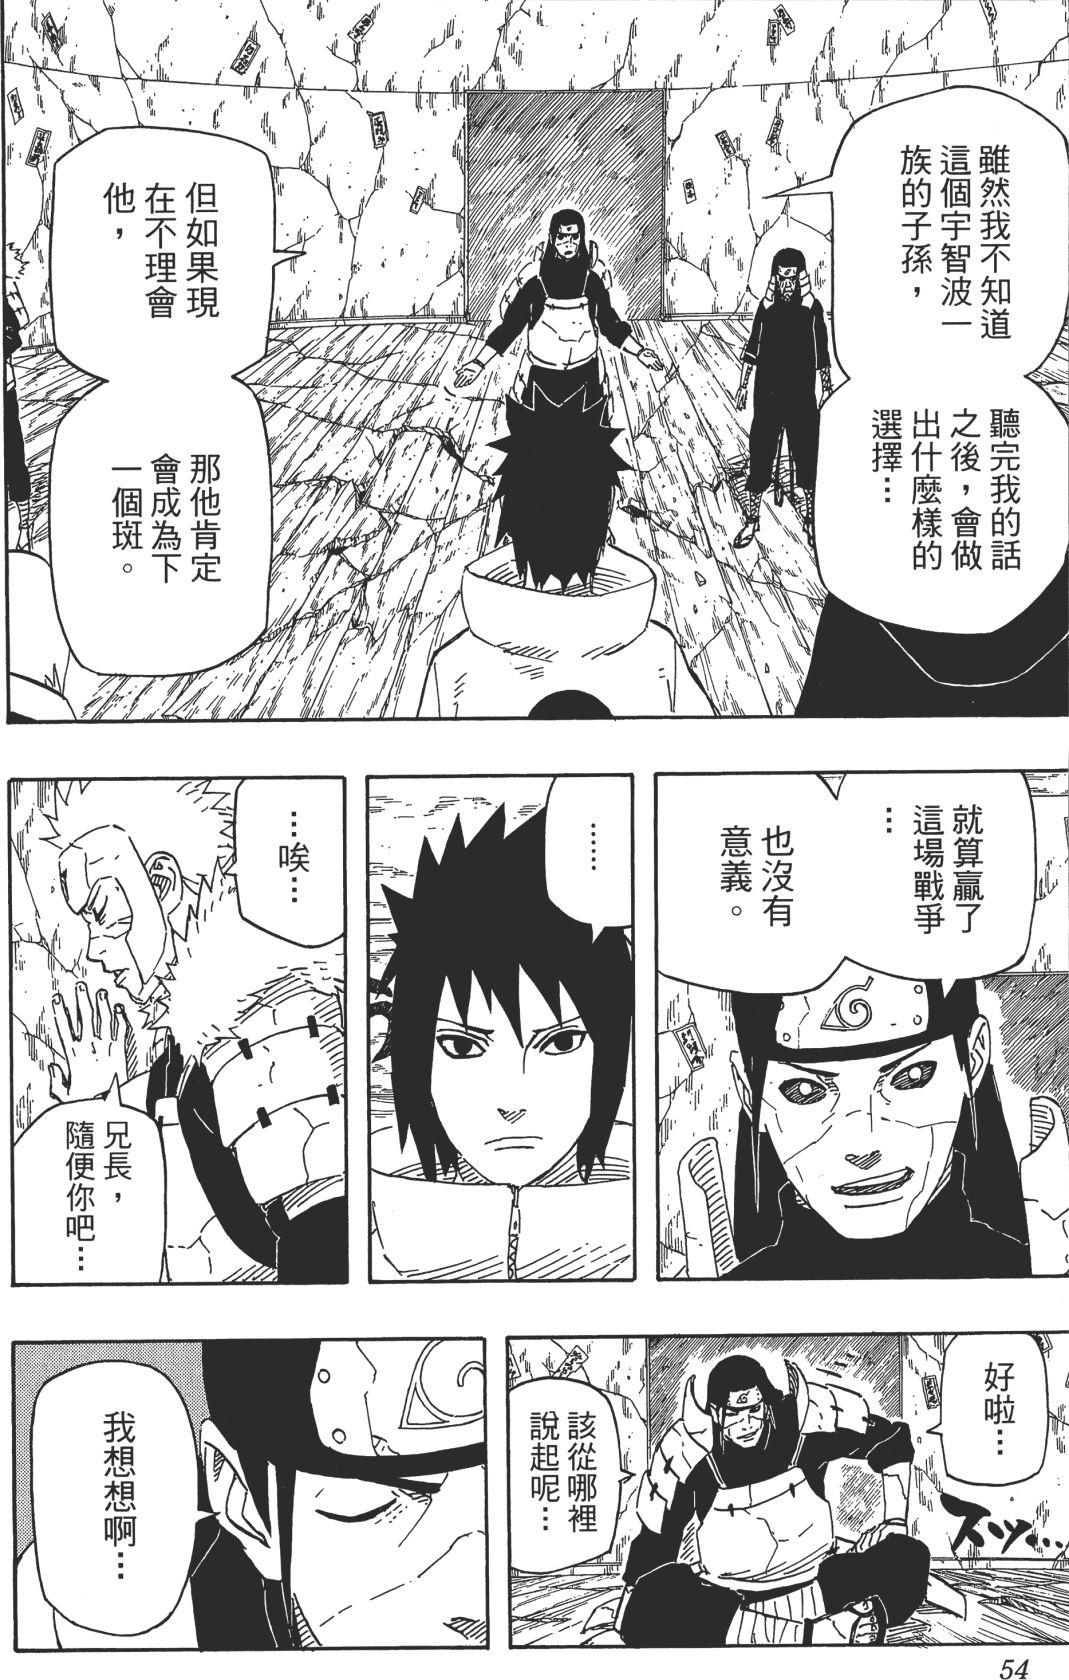 雖然我不知道
這個宇智波一
族的子孫，
聽完我的話
之後，會做
出什麼樣的
選擇…
但如果現
在不理會
他，
那他肯定
會成為下
一個斑。
就算贏了
這場戰爭
…
也沒有
意義。
……
…唉…
兄長，
隨便你吧…
好啦…
スッ…
該從哪裡
說起呢…
我想想啊…
54